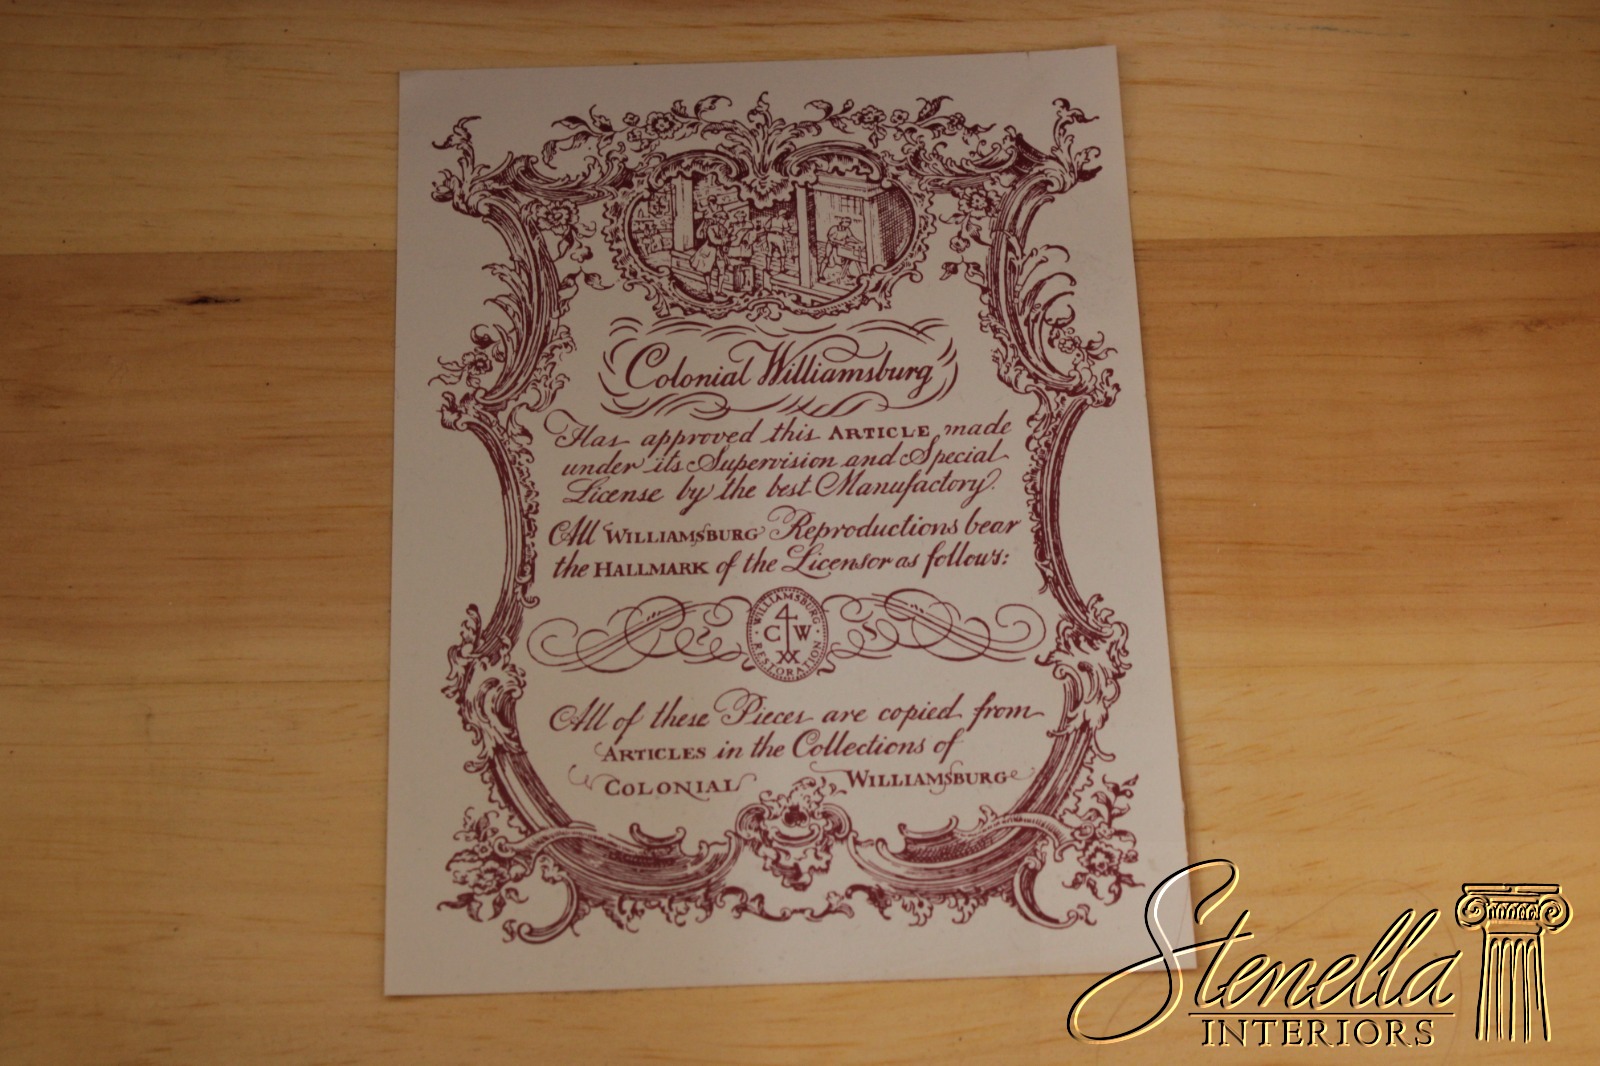 Colonial Williamsburg
Has approved this ARTICLE made
under its Supervision and Special
License by the best Manufactory.
All WILLIAMSBURG Reproductions bear
the HALLMARK of the Licensor as follows:
WILLIAMSBURG
C W
RESTORATION
All of these Pieces are copied from
ARTICLES in the Collections of
COLONIAL WILLIAMSBURG
Stenella
INTERIORS